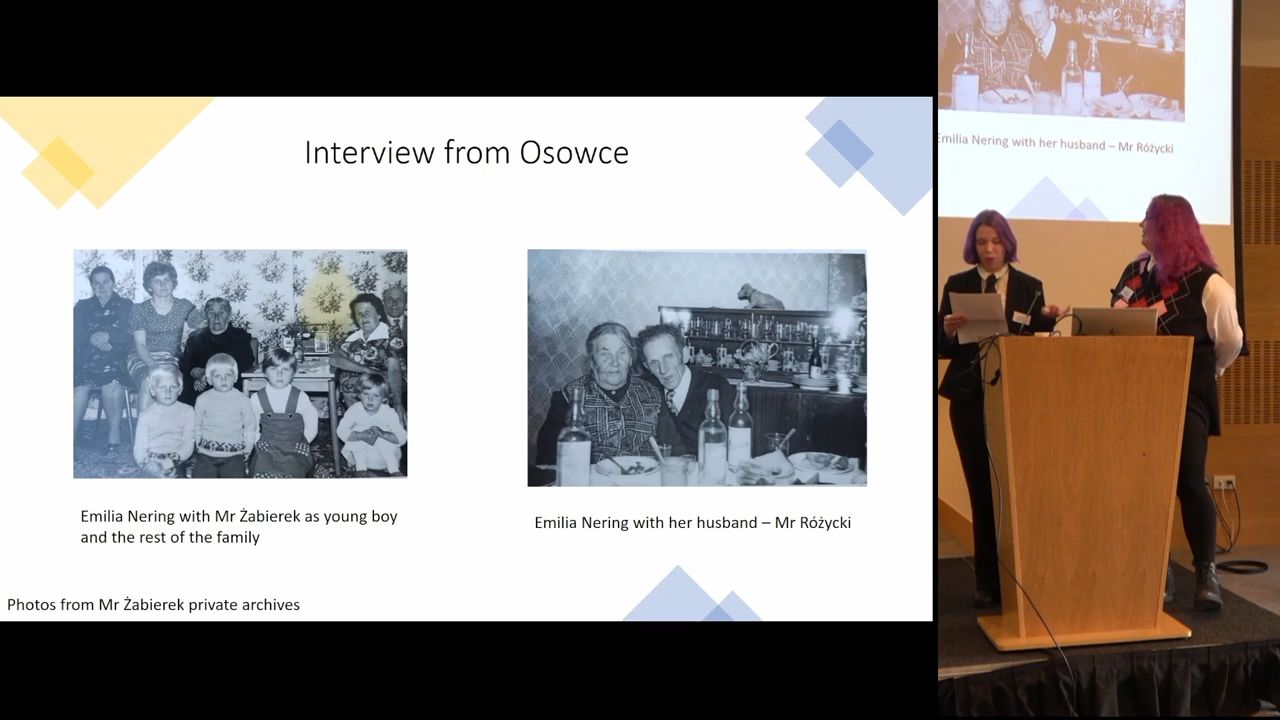 Interview from Osowce
Emilia Nering with Mr Żabierek as young boy
and the rest of the family
Emilia Nering with her husband – Mr Różycki
Photos from Mr Żabierek private archives
Emilia Nering with her husband – Mr Różycki